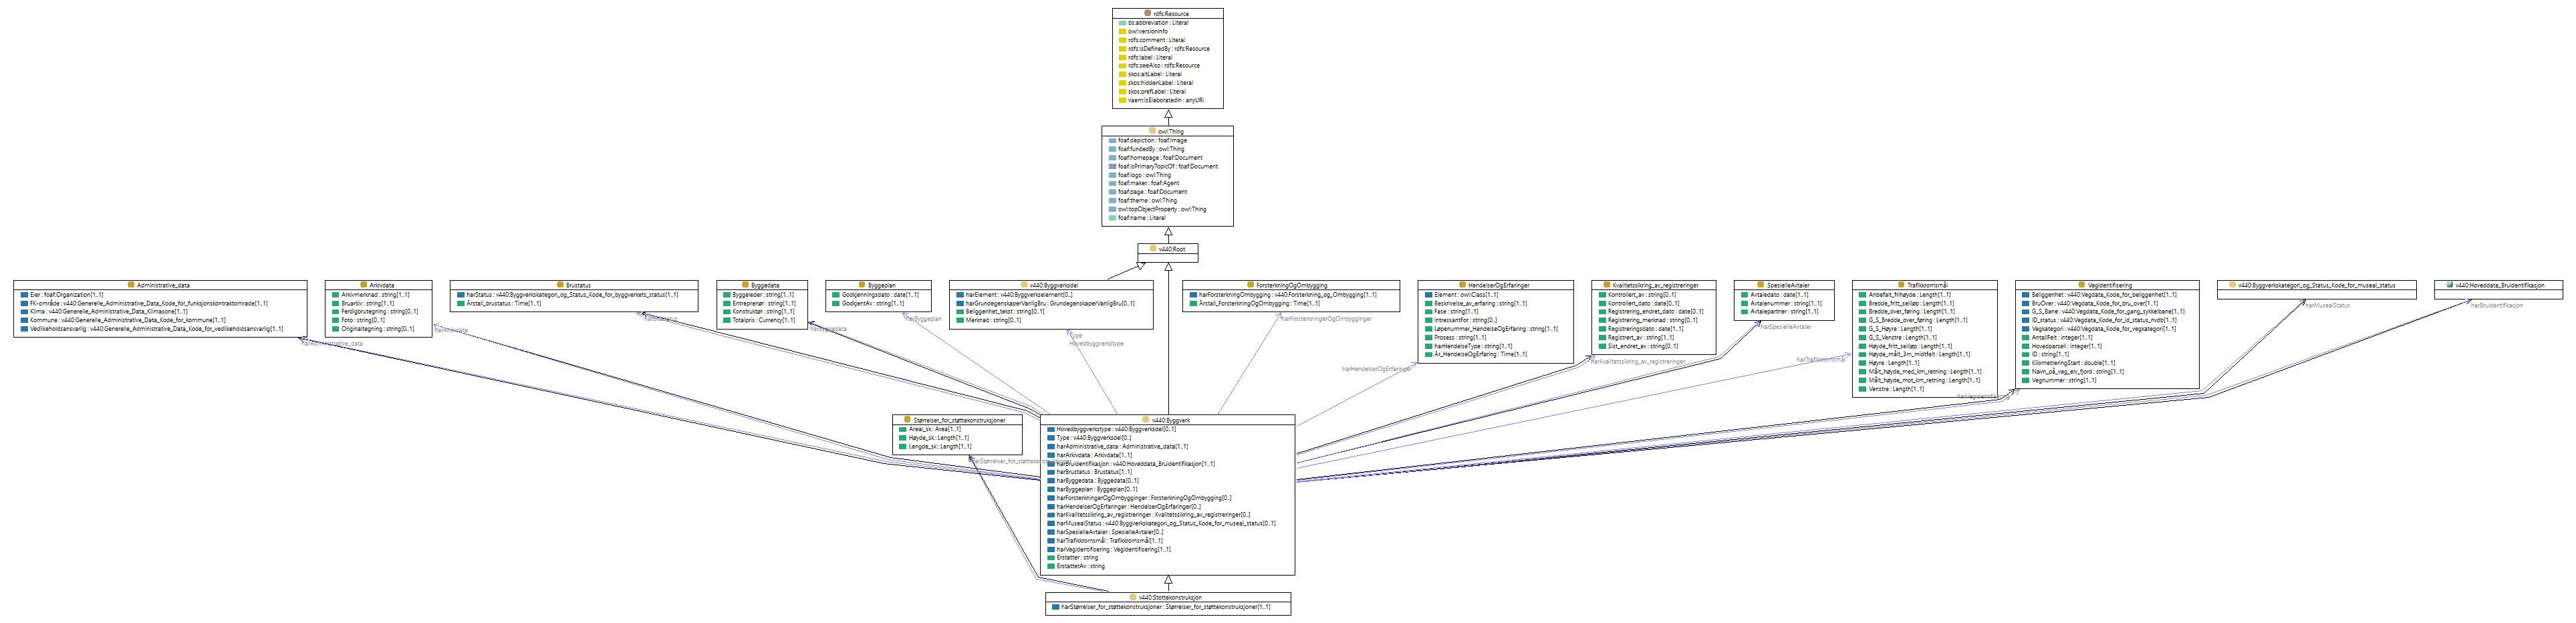 rdfs:Resource
bs:abbreviation : Literal
owl:versionInfo
rdfs:comment : Literal
rdfs:isDefinedBy : rdfs:Resource
rdfs:label : Literal
rdfs:seeAlso : rdfs:Resource
skos:altLabel : Literal
skos:hiddenLabel : Literal
skos:prefLabel : Literal
vaem:isElaboratedIn : anyURI
owl:Thing
foaf:depiction : foaf:Image
foaf:fundedBy : owl:Thing
foaf:homepage : foaf:Document
foaf:isPrimaryTopicOf : foaf:Document
foaf:logo : owl:Thing
foaf:maker : foaf:Agent
foaf:page : foaf:Document
foaf:theme : owl:Thing
owl:topObjectProperty : owl:Thing
foaf:name : Literal
v440:Root
Administrative_data
Eier : foaf:Organization[1..1]
FK-område : v440:Generelle_Administrative_Data_Kode_for_funksjonskontraktomrade[1..1]
Klima : v440:Generelle_Administrative_Data_Klimasone[1..1]
Kommune : v440:Generelle_Administrative_Data_Kode_for_kommune[1..1]
Vedlikeholdsansvarlig : v440:Generelle_Administrative_Data_Kode_for_vedlikeholdsansvarlig[1..1]
Arkivdata
Arkivmerknad : string[1..1]
Bruarkiv : string[1..1]
Ferdigbrutegning : string[0..1]
Foto : string[0..1]
Originaltegning : string[0..1]
Brustatus
harStatus : v440:Byggverkskategori_og_Status_Kode_for_byggverkets_status[1..1]
Årstall_brustatus : Time[1..1]
Byggedata
Byggeleder : string[1..1]
Entreprenør : string[1..1]
Konstruktør : string[1..1]
Totalpris : Currency[1..1]
Byggeplan
Godkjenningsdato : date[1..1]
GodkjentAv : string[1..1]
v440:Byggverksdel
harElement : v440:Byggverkselement[0..]
harGrundegenskaperVanligBru : GrundegenskaperVanligBru[0..1]
Beliggenhet_tekst : string[0..1]
Merknad : string[0..1]
ForsterkningOgOmbygging
harForsterkningOgOmbygging : v440:Forsterkning_og_Ombygging[1..1]
Årstall_ForsterkningOgOmbygging : Time[1..1]
HendelserOgErfaringer
Element : owl:Class[1..1]
Beskrivelse_av_erfaring : string[1..1]
Fase : string[1..1]
InteressantFor : string[0..]
Løpenummer_HendelseOgErfaring : string[1..1]
Prosess : string[1..1]
harHendelseType : string[1..1]
År_HendelseOgErfaring : Time[1..1]
Kvalitetssikring_av_registreringer
Kontrollert_av : string[0..1]
Kontrollert_dato : date[0..1]
Registrering_endret_dato : date[0..1]
Registrering_merknad : string[0..1]
Registreringsdato : date[1..1]
Registrert_av : string[1..1]
Sist_endret_av : string[0..1]
SpesielleAvtaler
Avtaledato : date[1..1]
Avtalenummer : string[1..1]
Avtalepartner : string[1..1]
Trafikkromsmål
Anbefalt_frihøyde : Length[1..1]
Bredde_fritt_seilløp : Length[1..1]
Bredde_over_føring : Length[1..1]
G_S_Bredde_over_føring : Length[1..1]
G_S_Høyre : Length[1..1]
G_S_Venstre : Length[1..1]
Høyde_fritt_seilløp : Length[1..1]
Høyde_målt_3m_midtfelt : Length[1..1]
Høyre : Length[1..1]
Målt_høyde_med_km_retning : Length[1..1]
Målt_høyde_mot_km_retning : Length[1..1]
Venstre : Length[1..1]
Vegidentifisering
Beliggenhet : v440:Vegdata_Kode_for_beliggenhet[1..1]
BruOver : v440:Vegdata_Kode_for_bru_over[1..1]
G_S_Bane : v440:Vegdata_Kode_for_gang_sykkelbane[1..1]
ID_status : v440:Vegdata_Kode_for_id_status_nvdb[1..1]
Vegkategori : v440:Vegdata_Kode_for_vegkategori[1..1]
AntallFelt : integer[1..1]
Hovedparsell : integer[1..1]
ID : string[1..1]
KilometreringStart : double[1..1]
Navn_på_veg_elv_fjord : string[1..1]
Vegnummer : string[1..1]
v440:Byggverkskategori_og_Status_Kode_for_museal_status
v440:Hoveddata_Bruidentifikasjon
harAdministrative_data
harArkivdata
harBrustatus
harByggedata
harByggeplan
Type
Hovedbyggverkstype
harForsterkningerOgOmbygginger
harHendelserOgErfaringer
harKvalitetssikring_av_registreringer
harSpesielleAvtaler
harTrafikkromsmål
harVegidentifisering
harMusealStatus
harBruidentifikasjon
Størrelser_for_støttekonstruksjoner
Areal_sk : Area[1..1]
Høyde_sk : Length[1..1]
Lengde_sk : Length[1..1]
harStørrelser_for_støttekonstruksjoner
v440:Byggverk
Hovedbyggverkstype : v440:Byggverksdel[0..1]
Type : v440:Byggverksdel[0..]
harAdministrative_data : Administrative_data[1..1]
harArkivdata : Arkivdata[1..1]
harBruidentifikasjon : v440:Hoveddata_Bruidentifikasjon[1..1]
harBrustatus : Brustatus[1..1]
harByggedata : Byggedata[0..1]
harByggeplan : Byggeplan[0..1]
harForsterkningerOgOmbygginger : ForsterkningOgOmbygging[0..]
harHendelserOgErfaringer : HendelserOgErfaringer[0..]
harKvalitetssikring_av_registreringer : Kvalitetssikring_av_registreringer[0..]
harMusealStatus : v440:Byggverkskategori_og_Status_Kode_for_museal_status[0..1]
harSpesielleAvtaler : SpesielleAvtaler[0..]
harTrafikkromsmål : Trafikkromsmål[1..1]
harVegidentifisering : Vegidentifisering[1..1]
Erstatter : string
ErstattetAv : string
v440:Stottekonstruksjon
harStørrelser_for_støttekonstruksjoner : Størrelser_for_støttekonstruksjoner[1..1]